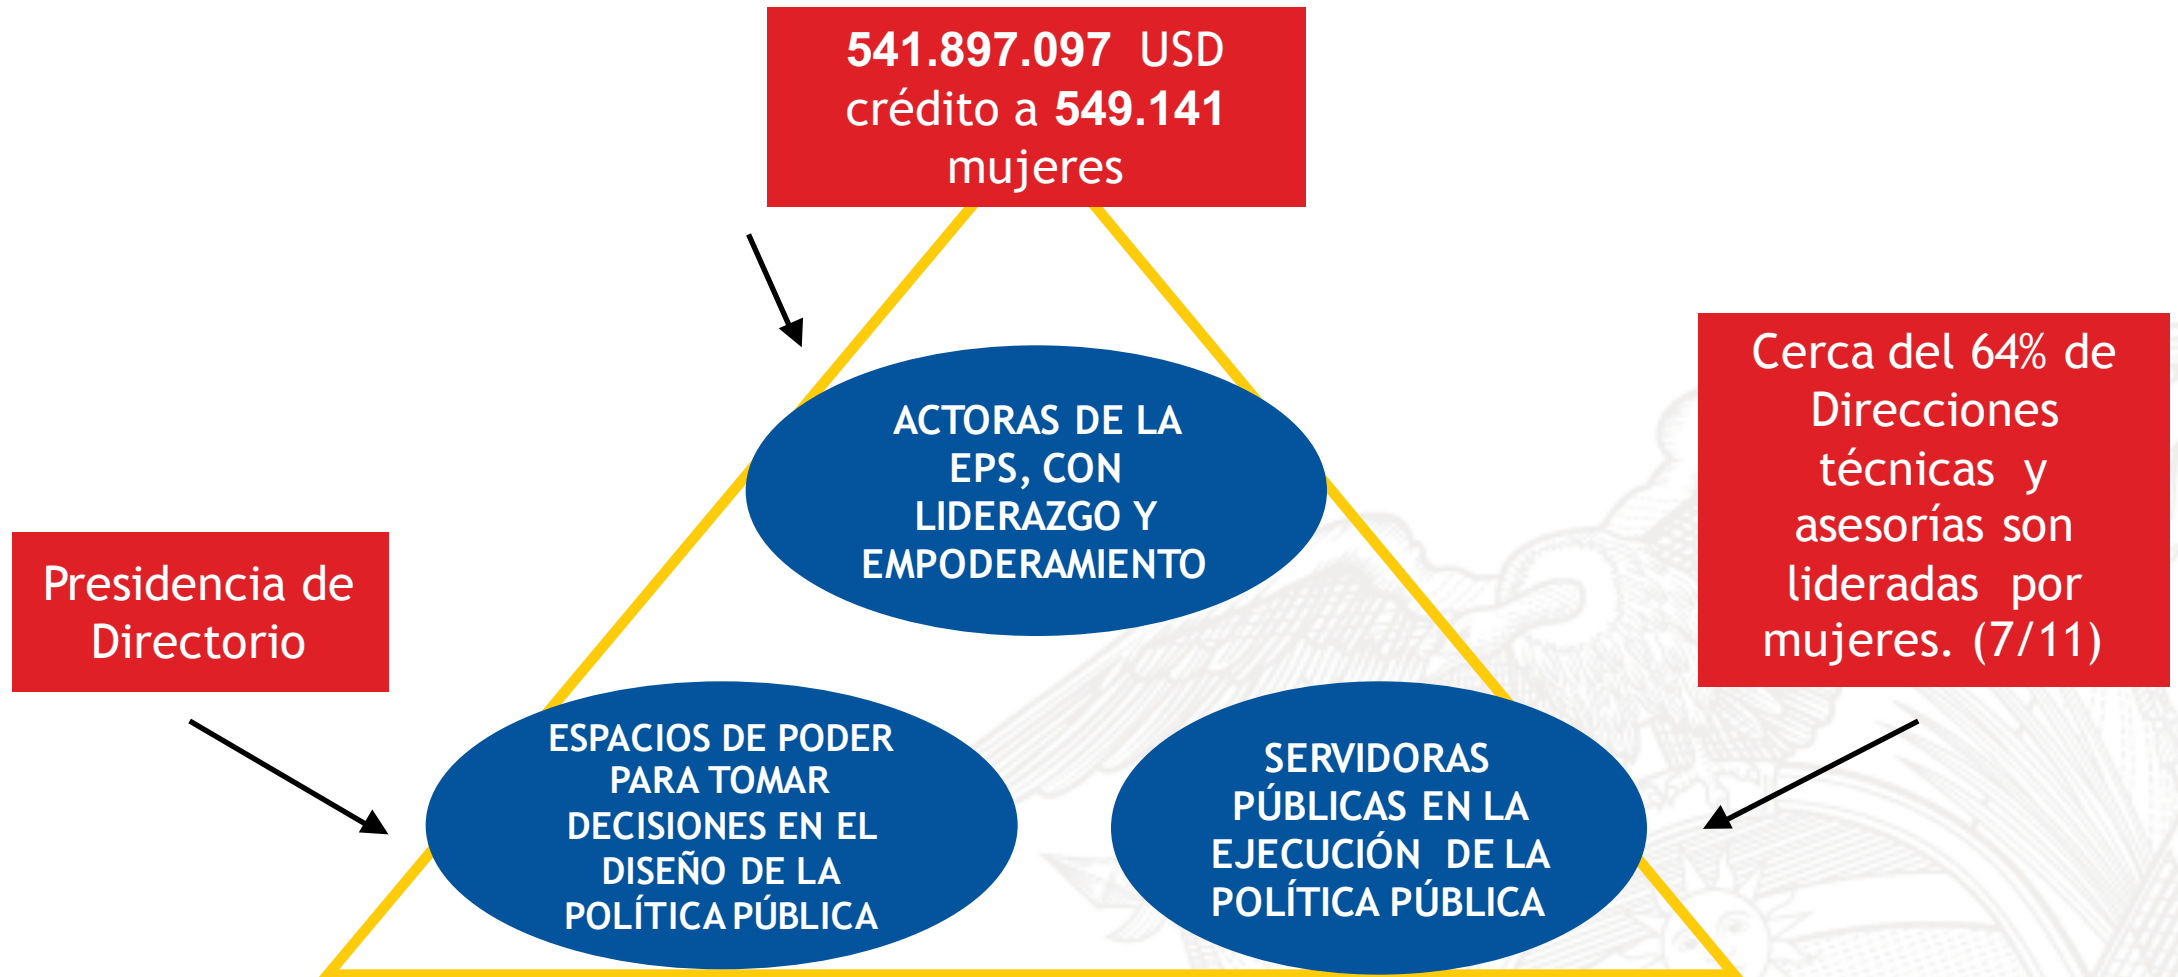 541.897.097 USD
crédito a 549.141
mujeres
ACTORAS DE LA
EPS, CON
LIDERAZGO Y
EMPODERAMIENTO
Cerca del 64% de
Direcciones
técnicas y
asesorías son
lideradas por
mujeres. (7/11)
Presidencia de
Directorio
ESPACIOS DE PODER
PARA TOMAR
DECISIONES EN EL
DISEÑO DE LA
POLÍTICA PÚBLICA
SERVIDORAS
PÚBLICAS EN LA
EJECUCIÓN DE LA
POLÍTICA PÚBLICA